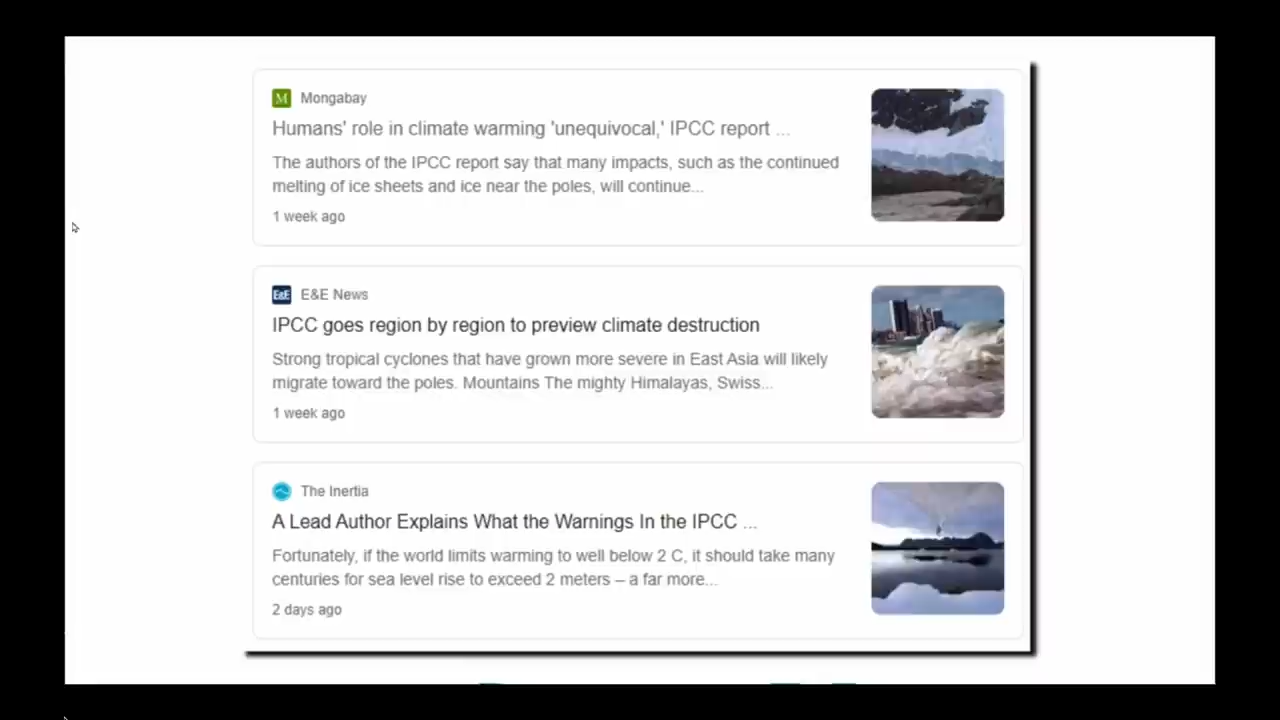 M Mongabay
Humans' role in climate warming 'unequivocal,' IPCC report ...
The authors of the IPCC report say that many impacts, such as the continued
melting of ice sheets and ice near the poles, will continue...
1 week ago
E&E E&E News
IPCC goes region by region to preview climate destruction
Strong tropical cyclones that have grown more severe in East Asia will likely
migrate toward the poles. Mountains The mighty Himalayas, Swiss...
1 week ago
The Inertia
A Lead Author Explains What the Warnings In the IPCC ...
Fortunately, if the world limits warming to well below 2 C, it should take many
centuries for sea level rise to exceed 2 meters – a far more...
2 days ago